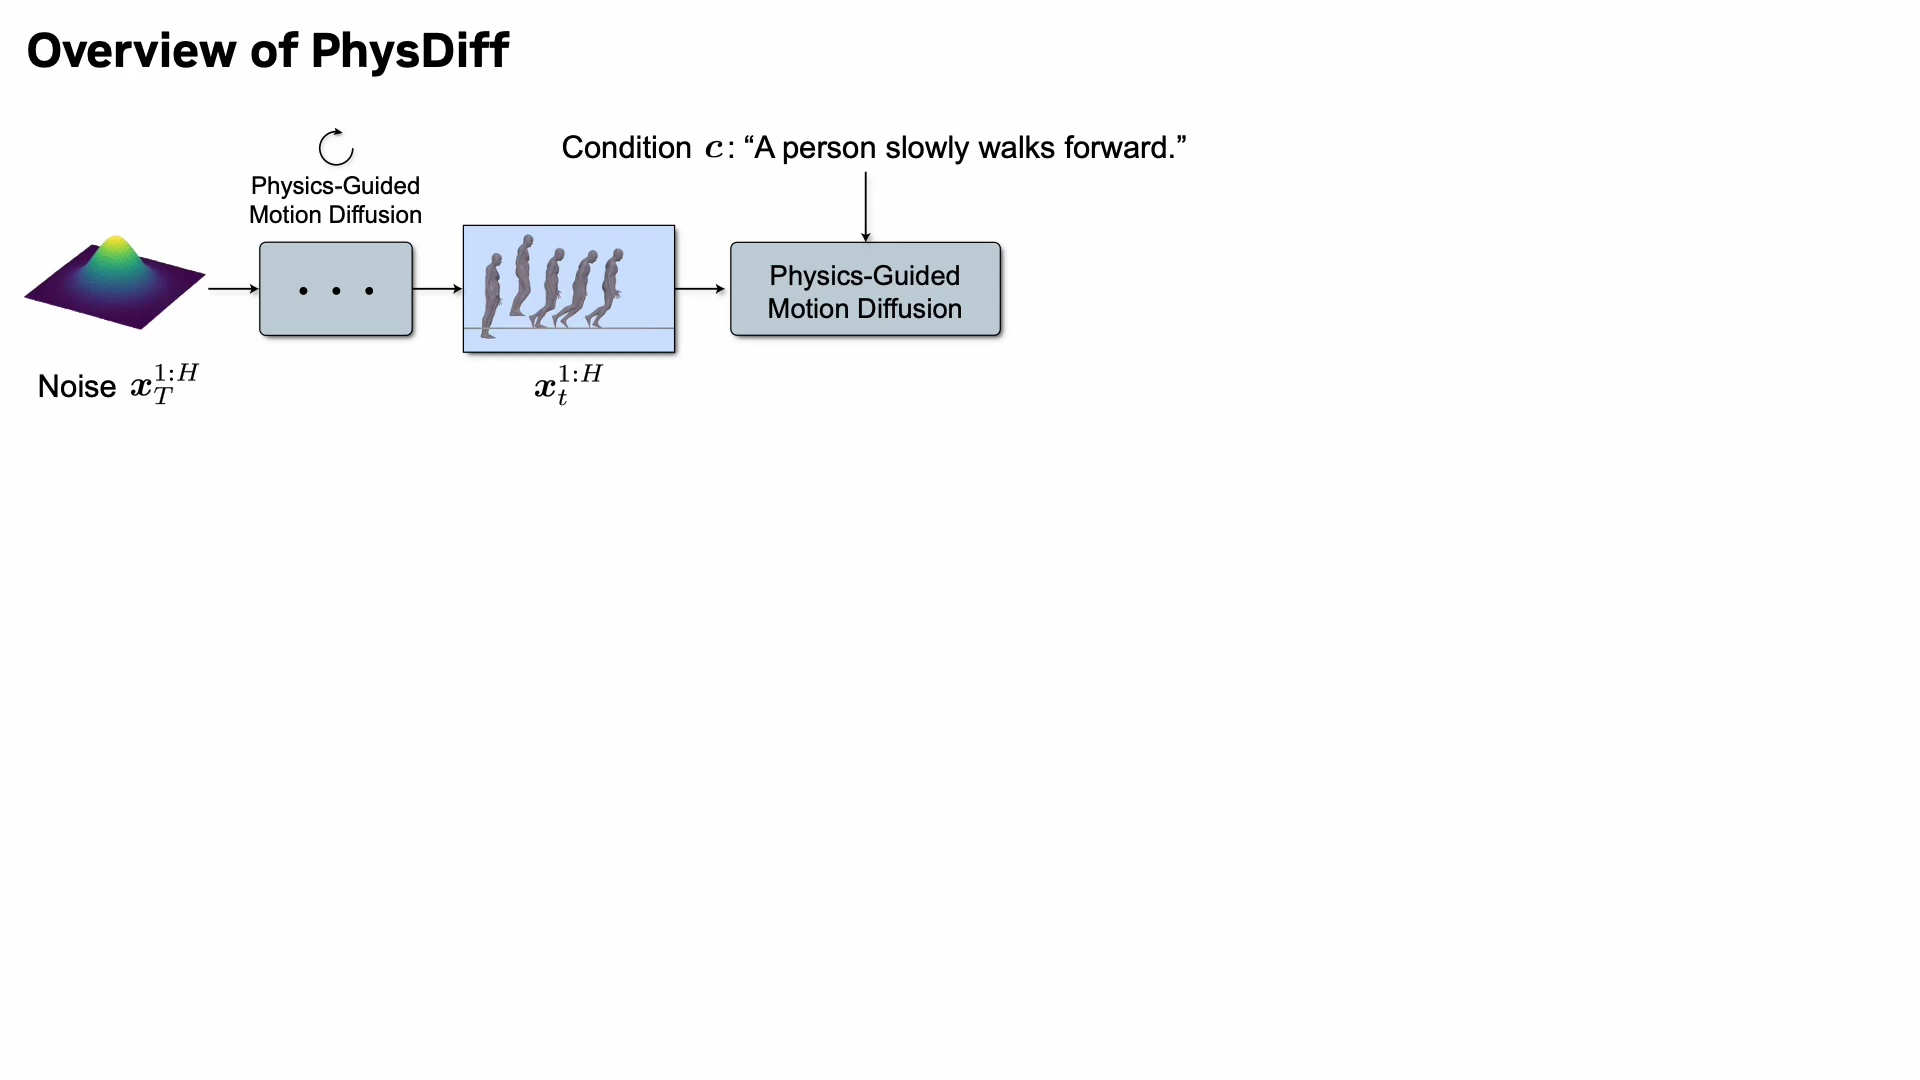 Overview of PhysDiff
Condition c: “A person slowly walks forward.”
Physics-Guided
Motion Diffusion
• • •
Physics-Guided
Motion Diffusion
Noise x_T^{1:H}
x_t^{1:H}